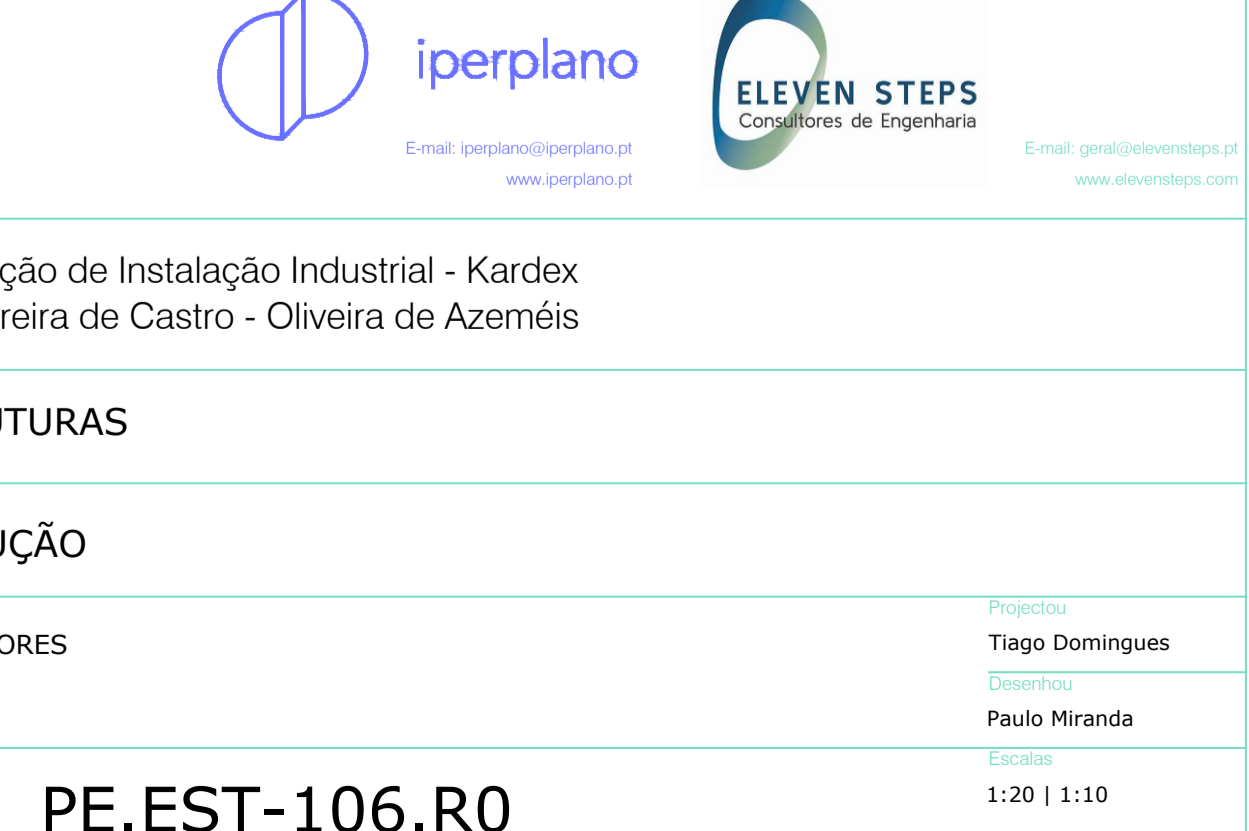 iperplano
ELEVEN STEPS
Consultores de Engenharia
E-mail: iperplano@iperplano.pt
www.iperplano.pt
E-mail: geral@elevensteps.pt
www.elevensteps.com
ção de Instalação Industrial - Kardex
reira de Castro - Oliveira de Azeméis
UTURAS
UÇÃO
ORES
Projectou
Tiago Domingues
Desenhou
Paulo Miranda
Escalas
1:20 | 1:10
PE.EST-106.R0